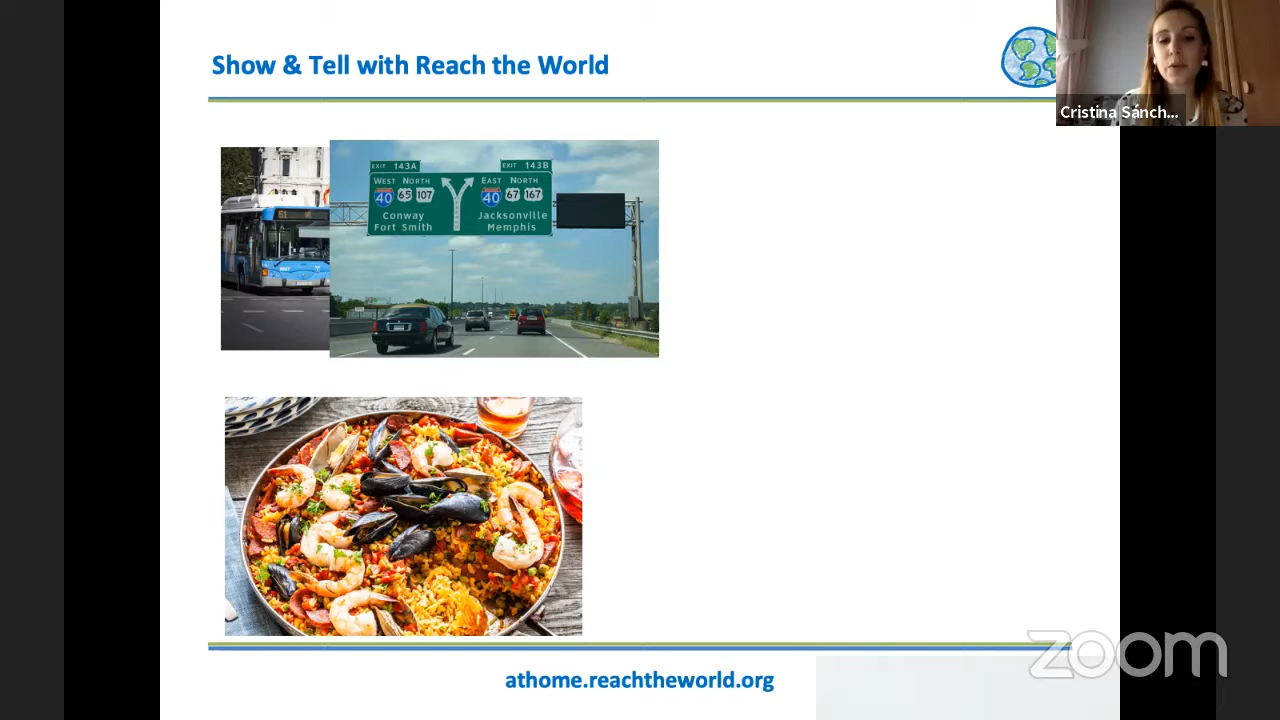 Show & Tell with Reach the World
Cristina Sánch...
EXIT 143A
EXIT 143B
WEST NORTH
40 65 107
Conway
Fort Smith
EAST NORTH
40 67 167
Jacksonville
Memphis
51
athome.reachtheworld.org
zoom